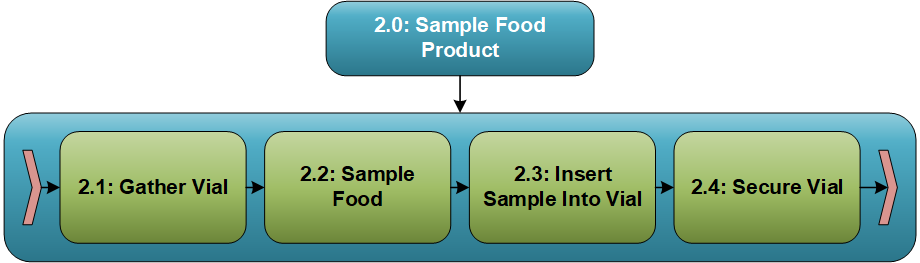 2.0: Sample Food
Product
2.1: Gather Vial
2.2: Sample
Food
2.3: Insert
Sample Into Vial
2.4: Secure Vial